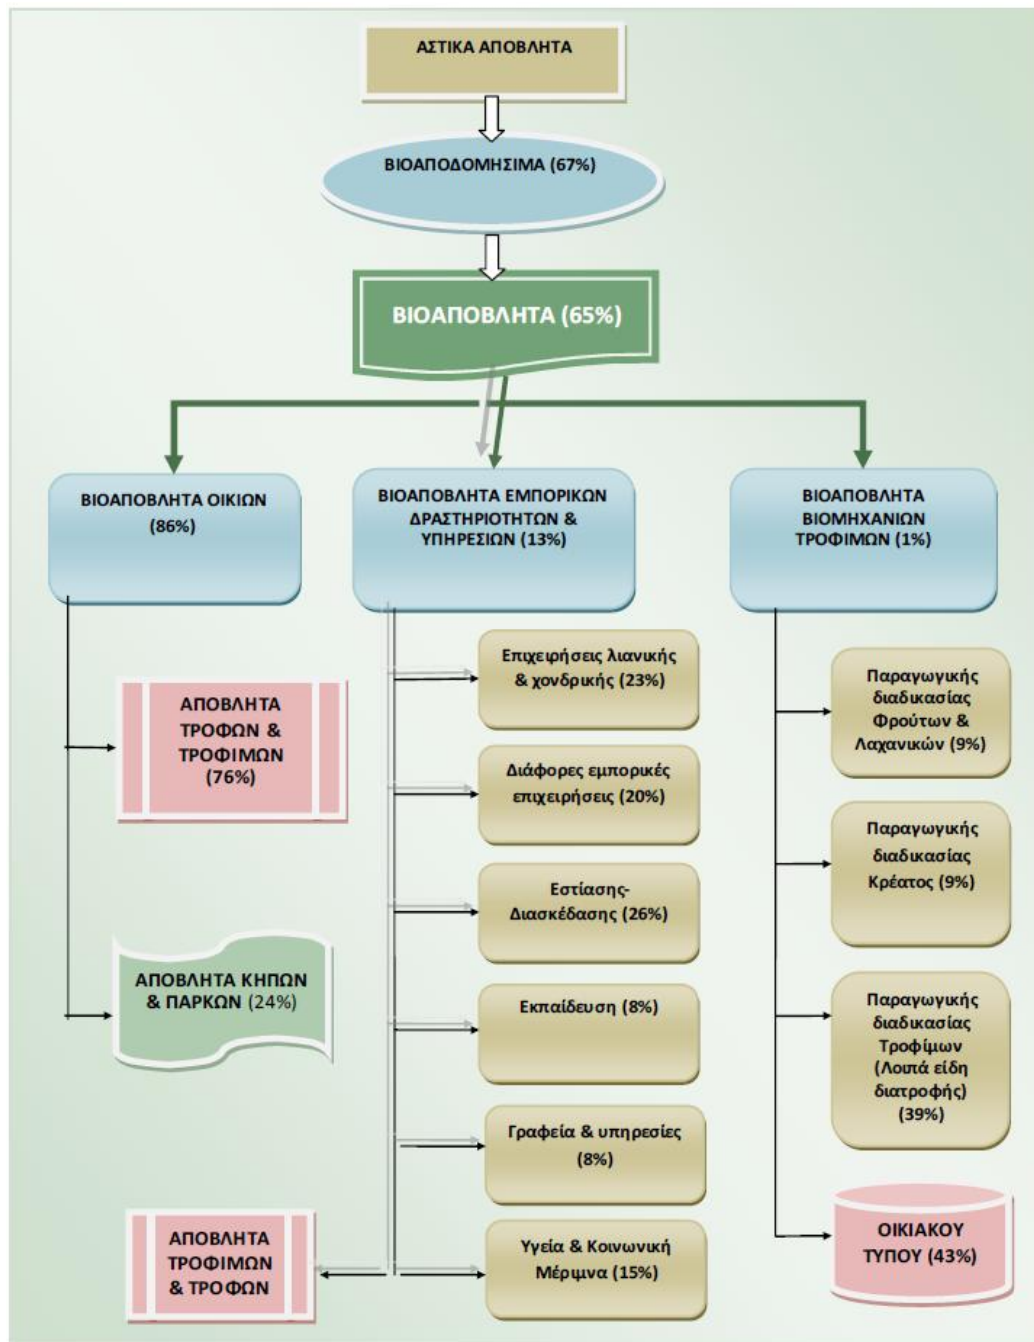 ΑΣΤΙΚΑ ΑΠΟΒΛΗΤΑ
ΒΙΟΑΠΟΔΟΜΗΣΙΜΑ (67%)
ΒΙΟΑΠΟΒΛΗΤΑ (65%)
ΒΙΟΑΠΟΒΛΗΤΑ ΟΙΚΙΩΝ
(86%)
ΑΠΟΒΛΗΤΑ
ΤΡΟΦΩΝ &
ΤΡΟΦΙΜΩΝ
(76%)
ΑΠΟΒΛΗΤΑ ΚΗΠΩΝ
& ΠΑΡΚΩΝ (24%)
ΒΙΟΑΠΟΒΛΗΤΑ ΕΜΠΟΡΙΚΩΝ
ΔΡΑΣΤΗΡΙΟΤΗΤΩΝ &
ΥΠΗΡΕΣΙΩΝ (13%)
Επιχειρήσεις λιανικής
& χονδρικής (23%)
Διάφορες εμπορικές
επιχειρήσεις (20%)
Εστίασης-
Διασκέδασης (26%)
Εκπαίδευση (8%)
Γραφεία & υπηρεσίες
(8%)
Υγεία & Κοινωνική
Μέριμνα (15%)
ΑΠΟΒΛΗΤΑ
ΤΡΟΦΙΜΩΝ
& ΤΡΟΦΩΝ
ΒΙΟΑΠΟΒΛΗΤΑ
ΒΙΟΜΗΧΑΝΙΩΝ
ΤΡΟΦΙΜΩΝ (1%)
Παραγωγικής
διαδικασίας
Φρούτων &
Λαχανικών (9%)
Παραγωγικής
διαδικασίας
Κρέατος (9%)
Παραγωγικής
διαδικασίας
Τροφίμων
(Λοιπά είδη
διατροφής)
(39%)
ΟΙΚΙΑΚΟΥ
ΤΥΠΟΥ (43%)